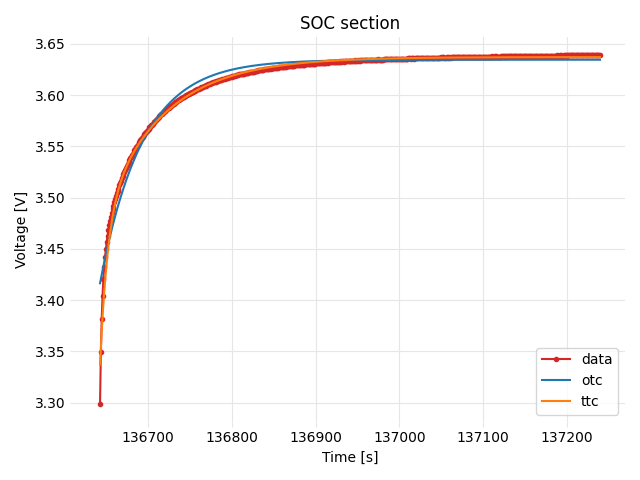 SOC section
Voltage [V]
3.65
3.60
3.55
3.50
3.45
3.40
3.35
3.30
data
otc
ttc
136700 136800 136900 137000 137100 137200
Time [s]